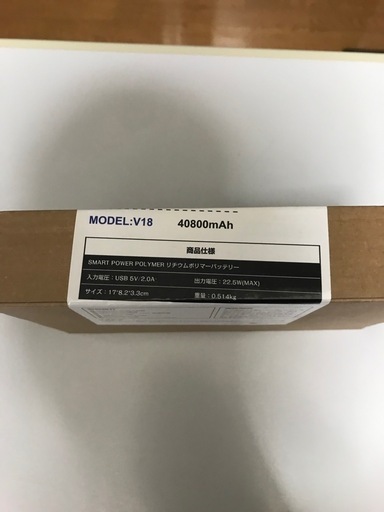 MODEL:V18 40800mAh
商品仕様
SMART POWER POLYMER リチウムポリマーバッテリー
入力電圧：USB 5V/2.0A 出力電圧：22.5W(MAX)
サイズ：17*8.2*3.3cm 重量：0.514kg